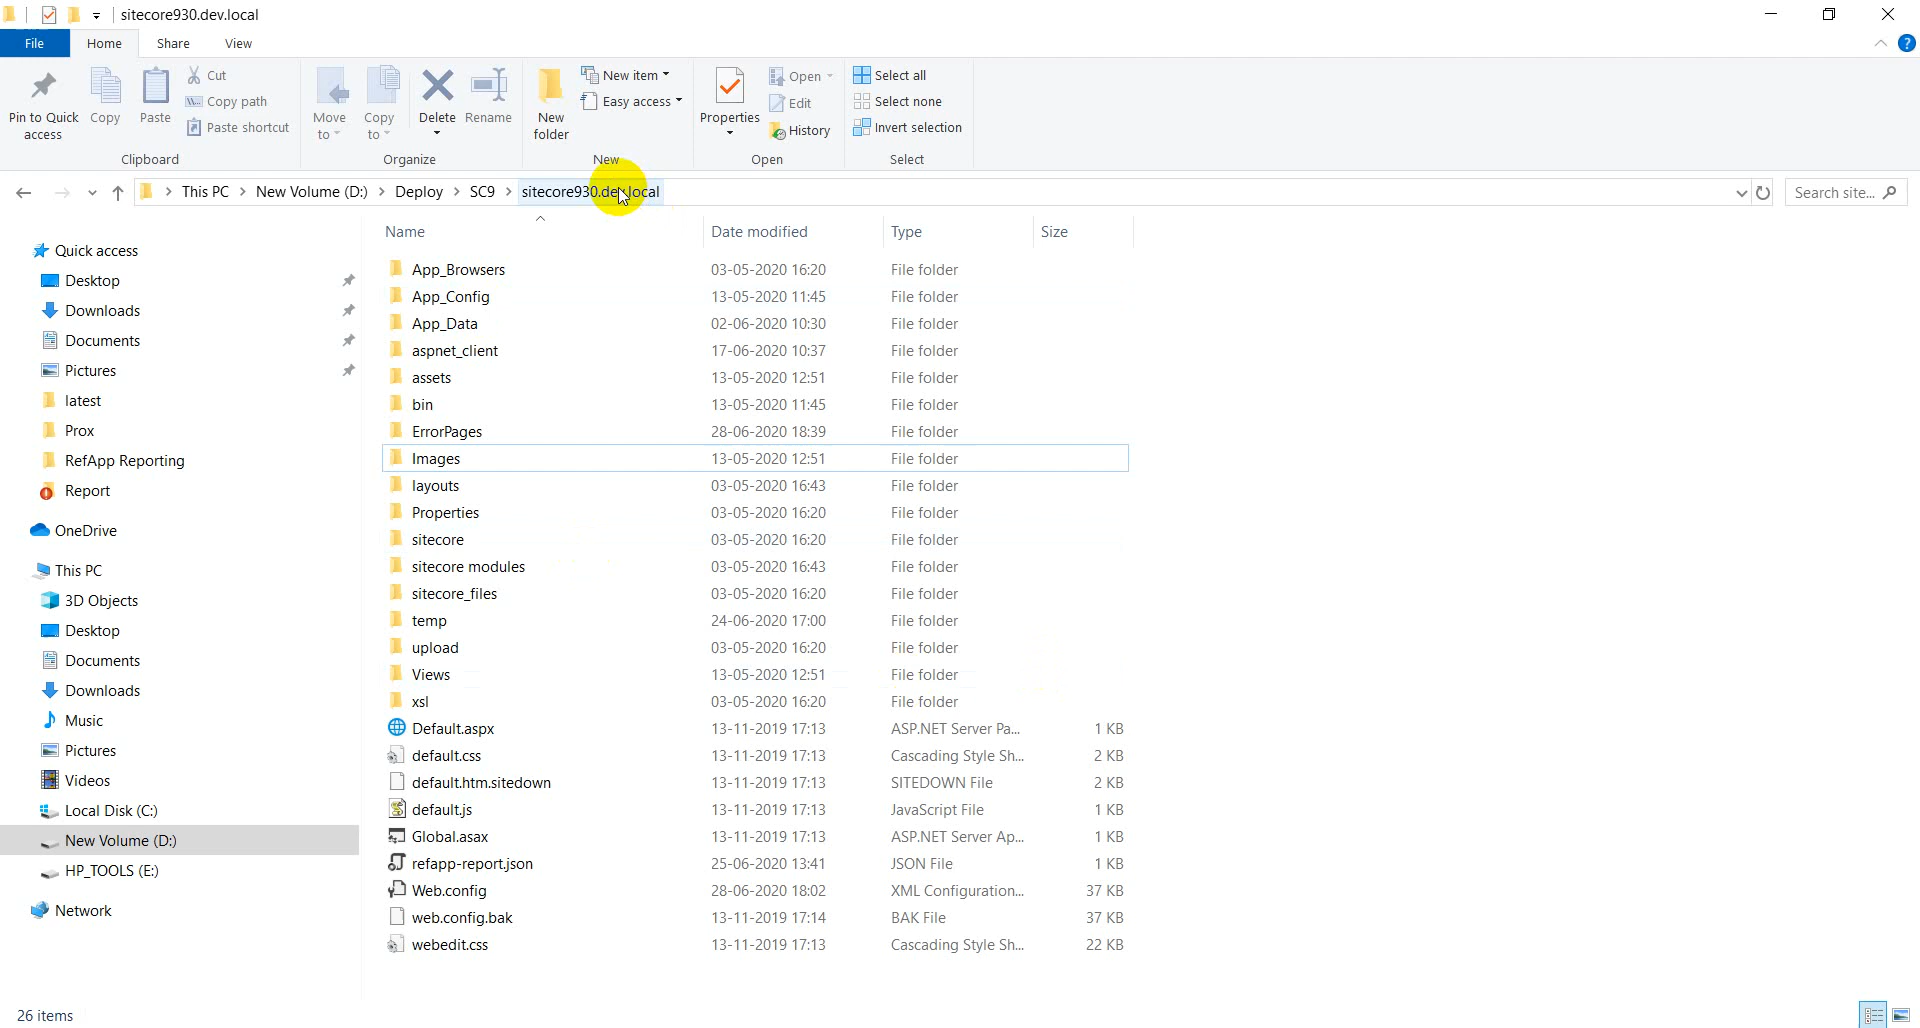 sitecore930.dev.local
File Home Share View
Pin to Quick access
Copy
Paste
Cut
Copy path
Paste shortcut
Clipboard
Move to
Copy to
Delete
Rename
Organize
New folder
New item
Easy access
New
Properties
Open
Edit
History
Open
Select all
Select none
Invert selection
Select
This PC > New Volume (D:) > Deploy > SC9 > sitecore930.dev.local
Search site...
Quick access
Desktop
Downloads
Documents
Pictures
latest
Prox
RefApp Reporting
Report
OneDrive
This PC
3D Objects
Desktop
Documents
Downloads
Music
Pictures
Videos
Local Disk (C:)
New Volume (D:)
HP_TOOLS (E:)
Network
Name Date modified Type Size
App_Browsers 03-05-2020 16:20 File folder
App_Config 13-05-2020 11:45 File folder
App_Data 02-06-2020 10:30 File folder
aspnet_client 17-06-2020 10:37 File folder
assets 13-05-2020 12:51 File folder
bin 13-05-2020 11:45 File folder
ErrorPages 28-06-2020 18:39 File folder
Images 13-05-2020 12:51 File folder
layouts 03-05-2020 16:43 File folder
Properties 03-05-2020 16:20 File folder
sitecore 03-05-2020 16:20 File folder
sitecore modules 03-05-2020 16:43 File folder
sitecore_files 03-05-2020 16:20 File folder
temp 24-06-2020 17:00 File folder
upload 03-05-2020 16:20 File folder
Views 13-05-2020 12:51 File folder
xsl 03-05-2020 16:20 File folder
Default.aspx 13-11-2019 17:13 ASP.NET Server Pa... 1 KB
default.css 13-11-2019 17:13 Cascading Style Sh... 2 KB
default.htm.sitedown 13-11-2019 17:13 SITEDOWN File 2 KB
default.js 13-11-2019 17:13 JavaScript File 1 KB
Global.asax 13-11-2019 17:13 ASP.NET Server Ap... 1 KB
refapp-report.json 25-06-2020 13:41 JSON File 1 KB
Web.config 28-06-2020 18:02 XML Configuration... 37 KB
web.config.bak 13-11-2019 17:14 BAK File 37 KB
webedit.css 13-11-2019 17:13 Cascading Style Sh... 22 KB
26 items